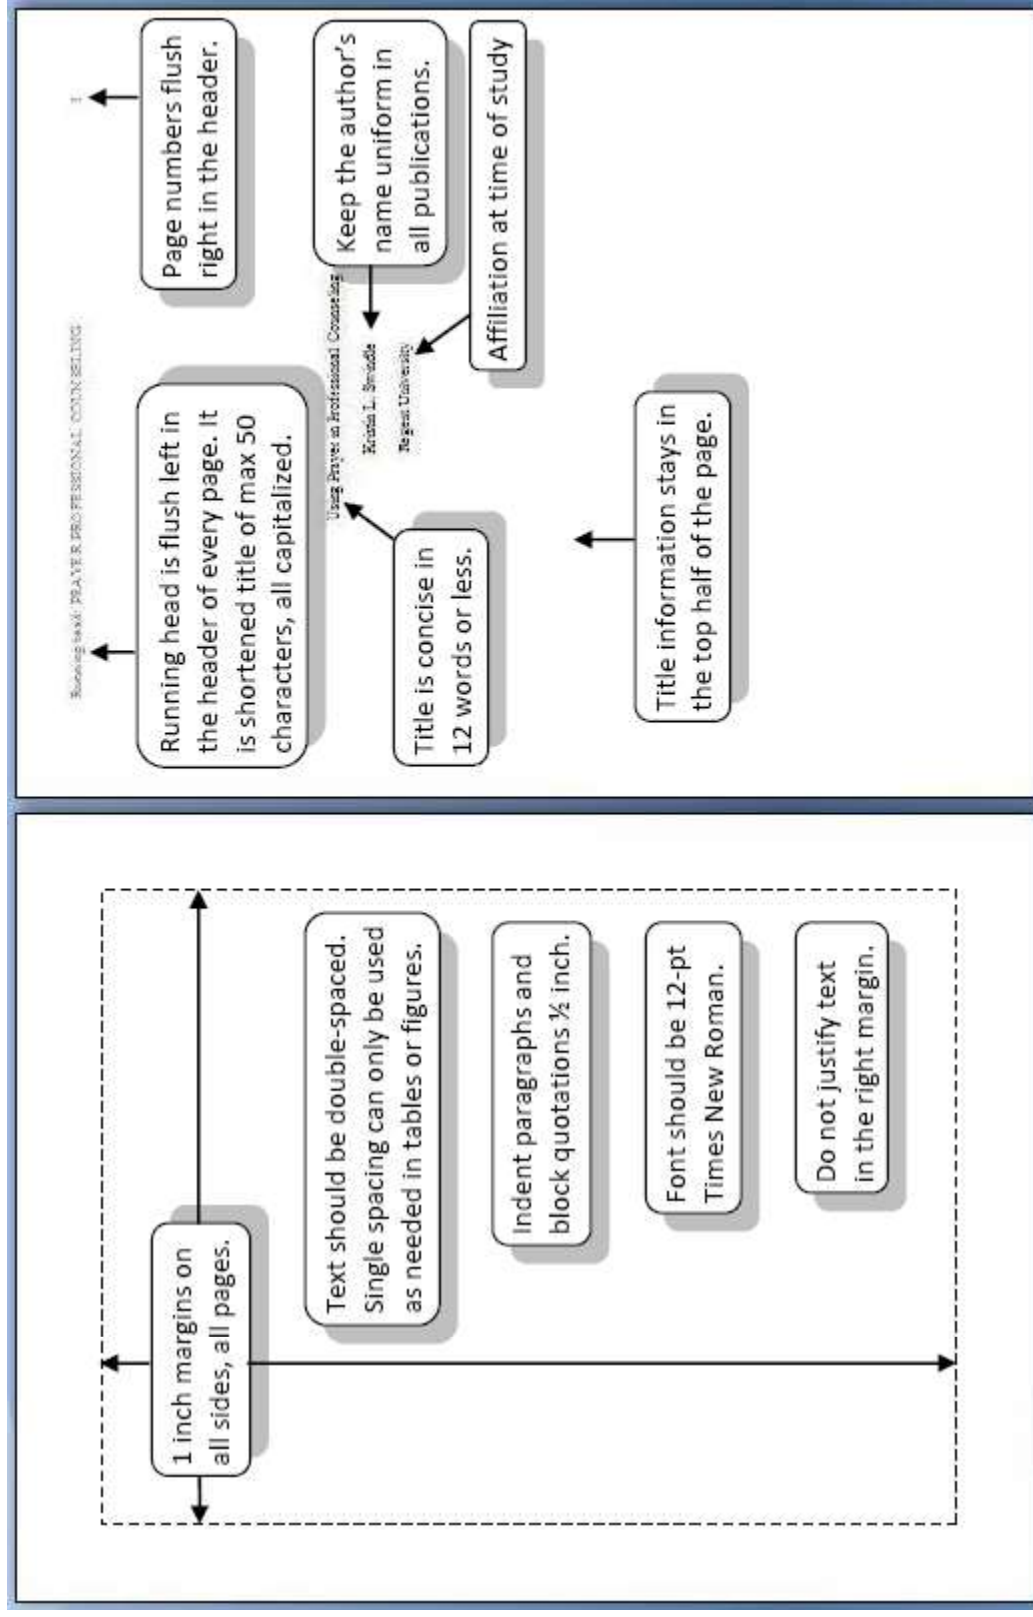 1 inch margins on
all sides, all pages.
Text should be double-spaced.
Single spacing can only be used
as needed in tables or figures.
Indent paragraphs and
block quotations ½ inch.
Font should be 12-pt
Times New Roman.
Do not justify text
in the right margin.
Running head: PRAYER PROFESSIONAL COUNSELING 1
Running head is flush left in
the header of every page. It
is shortened title of max 50
characters, all capitalized.
Page numbers flush
right in the header.
Using Prayer in Professional Counseling
Kristin L. Swindle
Regent University
Keep the author's
name uniform in
all publications.
Title is concise in
12 words or less.
Affiliation at time of study
Title information stays in
the top half of the page.